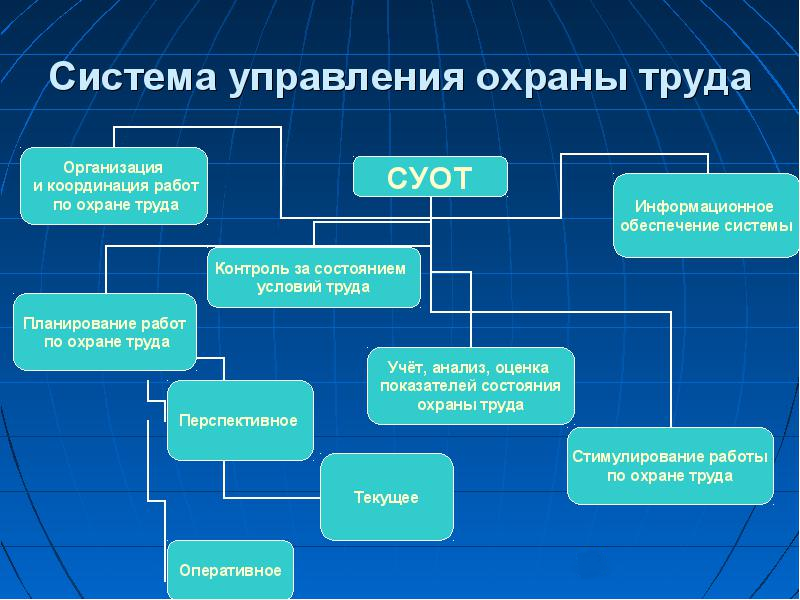 Система управления охраны труда
Организация
и координация работ
по охране труда
СУОТ
Информационное
обеспечение системы
Контроль за состоянием
условий труда
Планирование работ
по охране труда
Учёт, анализ, оценка
показателей состояния
охраны труда
Перспективное
Стимулирование работы
по охране труда
Текущее
Оперативное